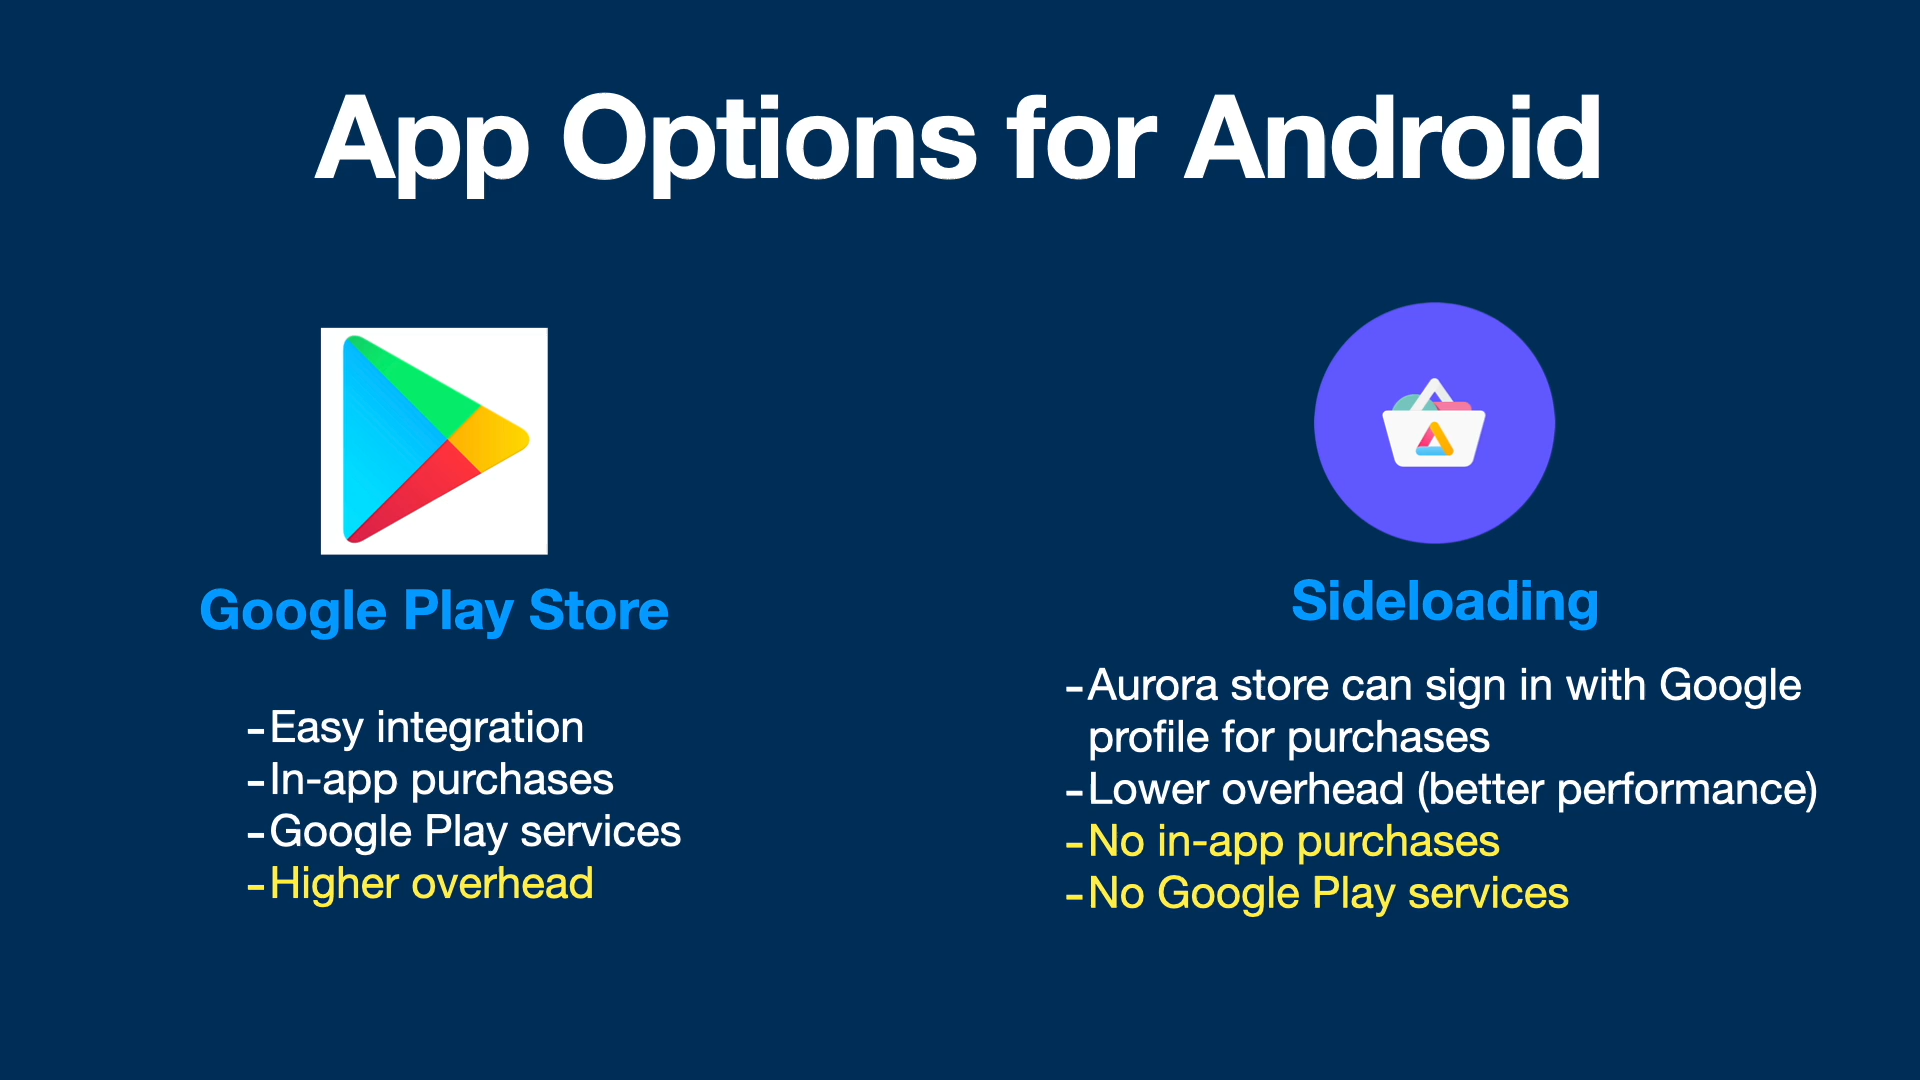 App Options for Android
Google Play Store
-Easy integration
-In-app purchases
-Google Play services
-Higher overhead
Sideloading
-Aurora store can sign in with Google
profile for purchases
-Lower overhead (better performance)
-No in-app purchases
-No Google Play services